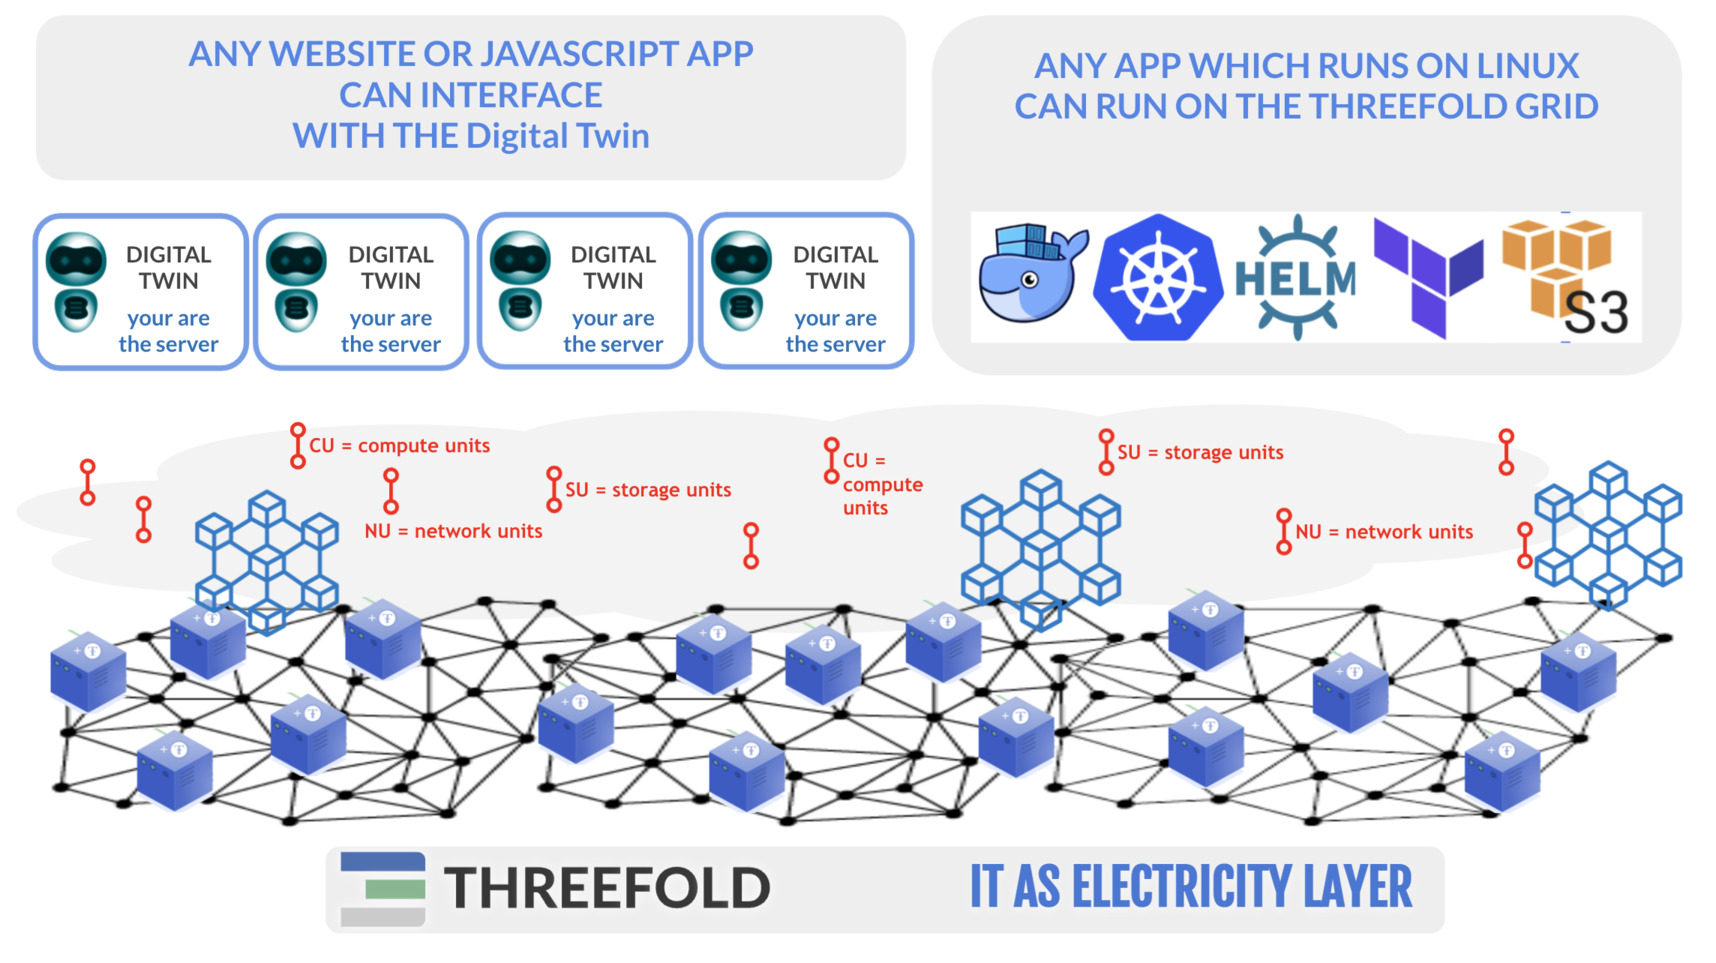 ANY WEBSITE OR JAVASCRIPT APP
CAN INTERFACE
WITH THE Digital Twin
ANY APP WHICH RUNS ON LINUX
CAN RUN ON THE THREEFOLD GRID
DIGITAL
TWIN
your are
the server
DIGITAL
TWIN
your are
the server
DIGITAL
TWIN
your are
the server
DIGITAL
TWIN
your are
the server
HELM
S3
CU = compute units
NU = network units
SU = storage units
CU =
compute
units
SU = storage units
NU = network units
THREEFOLD
IT AS ELECTRICITY LAYER